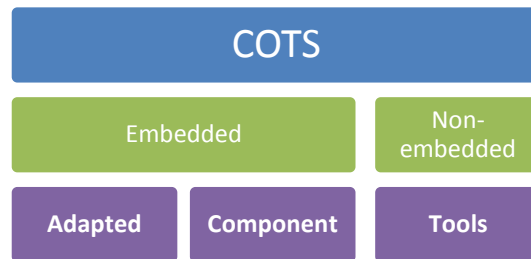 COTS
Embedded
Non-
embedded
Adapted
Component
Tools